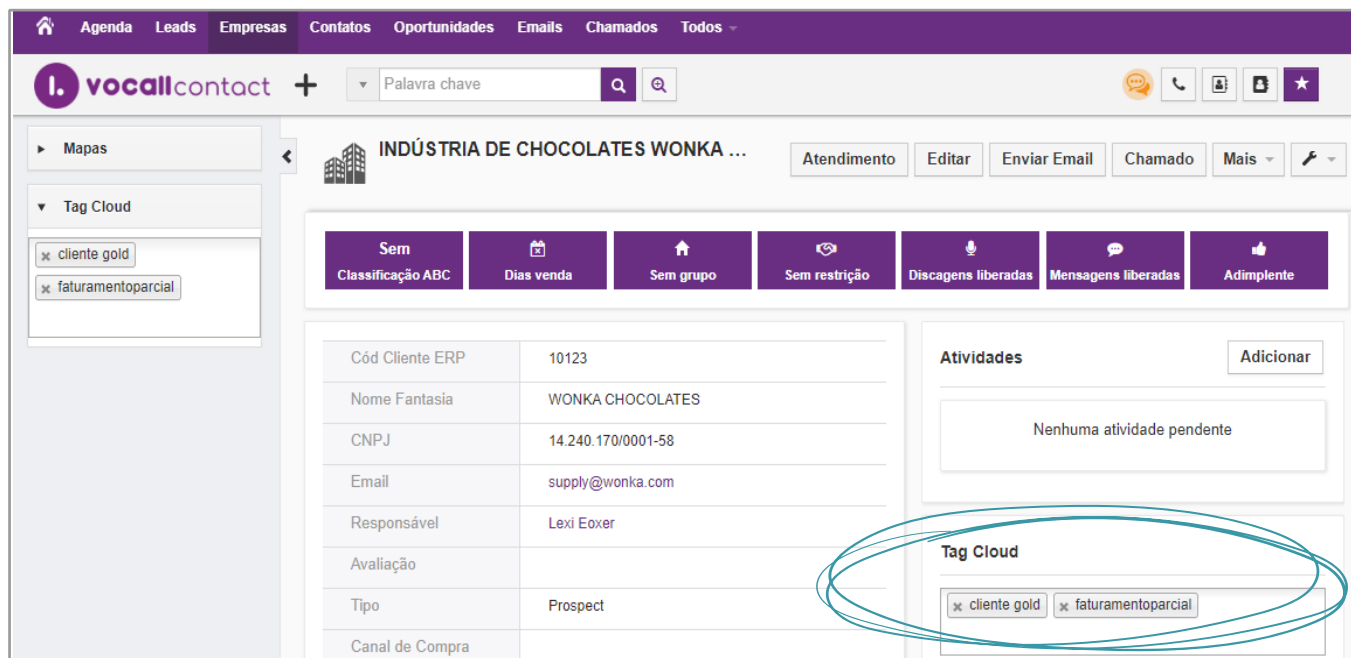 Agenda Leads Empresas Contatos Oportunidades Emails Chamados Todos
l. vocallcontact + Palavra chave
Mapas
INDÚSTRIA DE CHOCOLATES WONKA ... Atendimento Editar Enviar Email Chamado Mais
Tag Cloud
cliente gold
faturamentoparcial
Sem
Classificação ABC Dias venda Sem grupo Sem restrição Discagens liberadas Mensagens liberadas Adimplente
Cód Cliente ERP 10123
Nome Fantasia WONKA CHOCOLATES
CNPJ 14.240.170/0001-58
Email supply@wonka.com
Responsável Lexi Eoxer
Avaliação
Tipo Prospect
Canal de Compra
Atividades Adicionar
Nenhuma atividade pendente
Tag Cloud
cliente gold faturamentoparcial